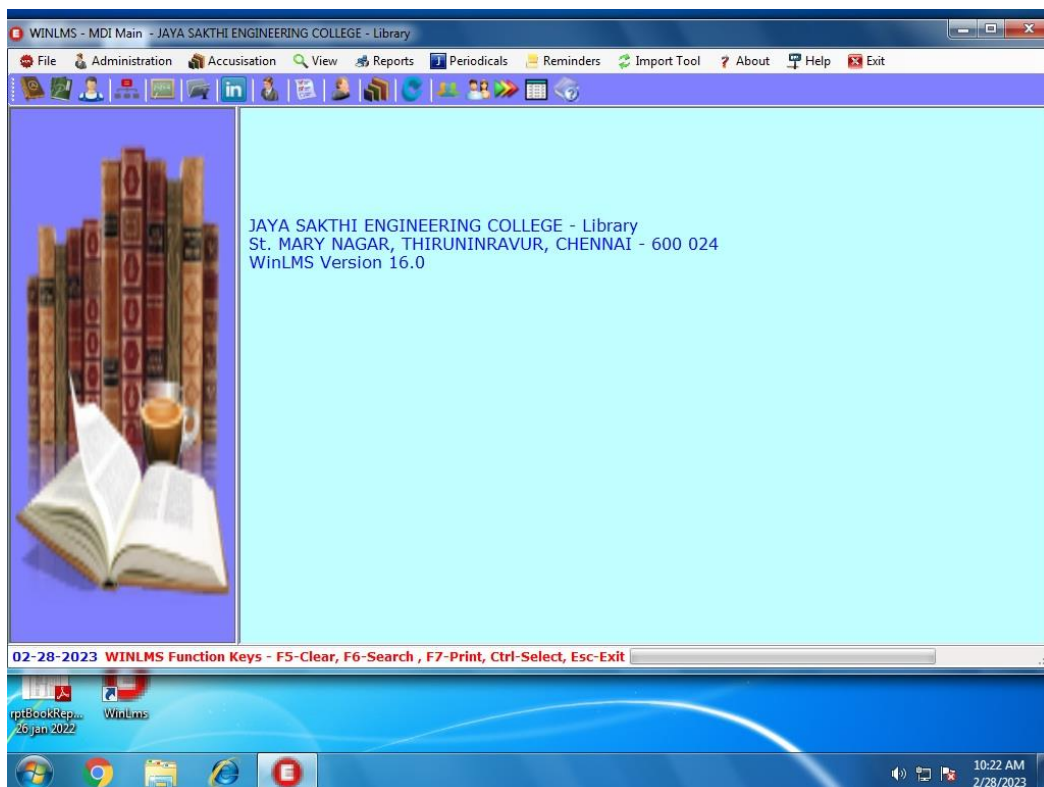 WINLMS - MDI Main - JAYA SAKTHI ENGINEERING COLLEGE - Library
File Administration Accusisation View Reports Periodicals Reminders Import Tool About Help Exit
JAYA SAKTHI ENGINEERING COLLEGE - Library
St. MARY NAGAR, THIRUNINRAVUR, CHENNAI - 600 024
WinLMS Version 16.0
02-28-2023 WINLMS Function Keys - F5-Clear, F6-Search , F7-Print, Ctrl-Select, Esc-Exit
rptBookRep... WinLms
26 jan 2022
10:22 AM
2/28/2023